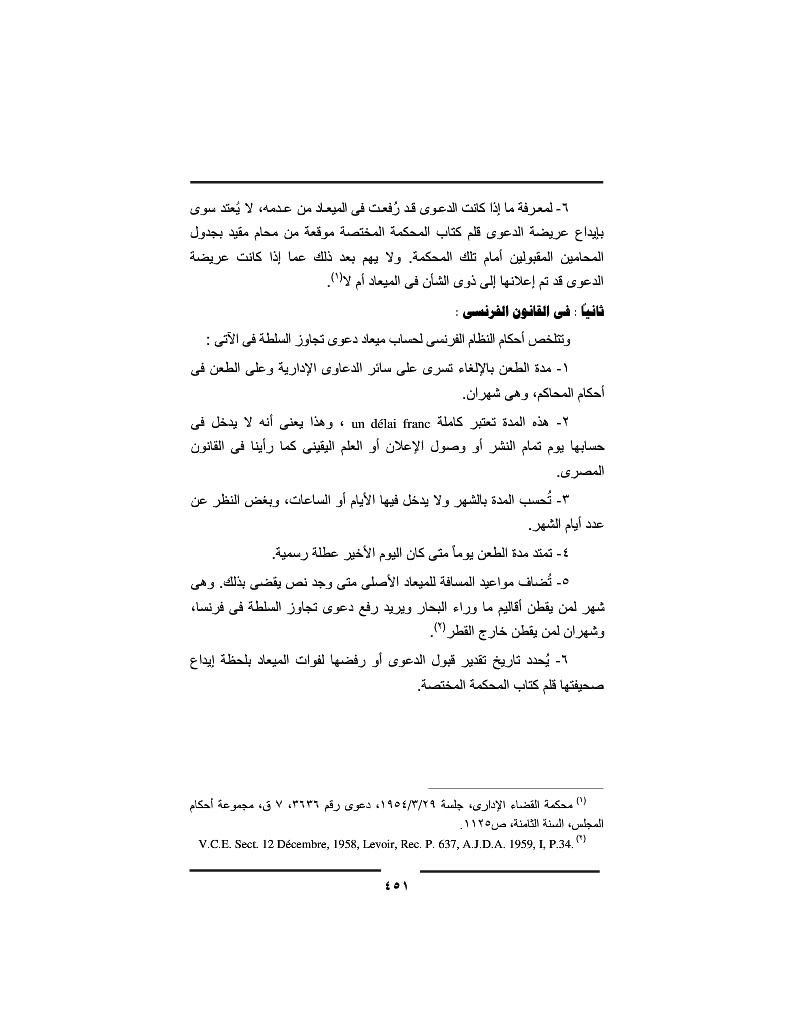 ٦- لمعـرفة ما إذا كانت الدعـوى قـد رُفعـت فى الميعـاد من عـدمه، لا يُعتد سوى
بإيداع عريضة الدعوى قلم كتاب المحكمة المختصة موقعة من محام مقيد بجدول
المحامين المقبولين أمام تلك المحكمة. ولا يهم بعد ذلك عما إذا كانت عريضة
الدعوى قد تم إعلانها إلى ذوى الشأن فى الميعاد أم لا(١).
ثانياً : فى القانون الفرنسى :
وتتلخص أحكام النظام الفرنسى لحساب ميعاد دعوى تجاوز السلطة فى الآتى :
١- مدة الطعن بالإلغاء تسرى على سائر الدعاوى الإدارية وعلى الطعن فى
أحكام المحاكم، وهى شهران.
٢- هذه المدة تعتبر كاملة un délai franc ، وهذا يعنى أنه لا يدخل فى
حسابها يوم تمام النشر أو وصول الإعلان أو العلم اليقينى كما رأينا فى القانون
المصرى.
٣- تُحسب المدة بالشهر ولا يدخل فيها الأيام أو الساعات، وبغض النظر عن
عدد أيام الشهر.
٤- تمتد مدة الطعن يوماً متى كان اليوم الأخير عطلة رسمية.
٥- تُضاف مواعيد المسافة للميعاد الأصلى متى وجد نص يقضى بذلك. وهى
شهر لمن يقطن أقاليم ما وراء البحار ويريد رفع دعوى تجاوز السلطة فى فرنسا،
وشهران لمن يقطن خارج القطر(٢).
٦- يُحدد تاريخ تقدير قبول الدعوى أو رفضها لفوات الميعاد بلحظة إيداع
صحيفتها قلم كتاب المحكمة المختصة.
(١) محكمة القضاء الإدارى، جلسة ١٩٥٤/٣/٢٩، دعوى رقم ٣٦٣٦، ٧ ق، مجموعة أحكام
المجلس، السنة الثامنة، ص١١٢٥.
(٢) V.C.E. Sect. 12 Décembre, 1958, Levoir, Rec. P. 637, A.J.D.A. 1959, I, P.34.
٤٥١